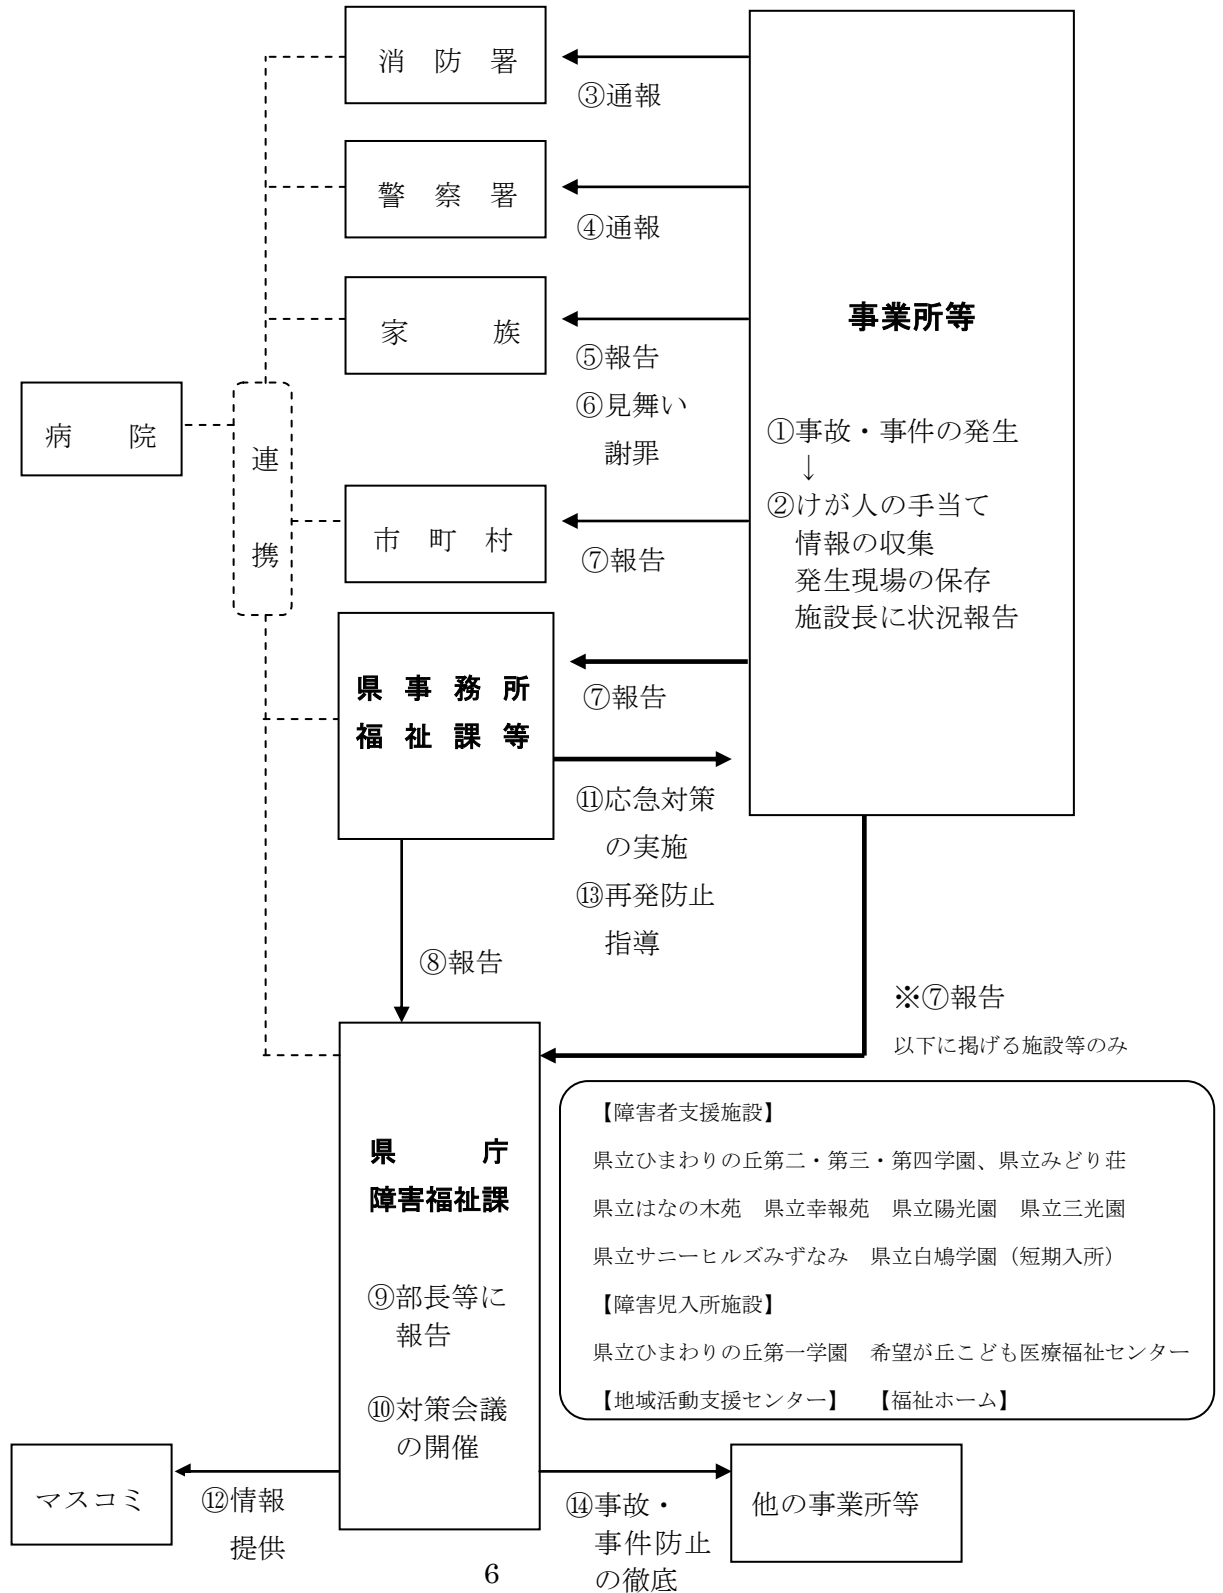 消　防　署
③通報
警　察　署
④通報
家　　　族
⑤報告
⑥見舞い
謝罪
病　　院
連
携
市　町　村
⑦報告
事業所等
①事故・事件の発生
↓
②けが人の手当て
情報の収集
発生現場の保存
施設長に状況報告
県　事　務　所
福　祉　課　等
⑦報告
⑪応急対策
の実施
⑬再発防止
指導
⑧報告
※⑦報告
以下に掲げる施設等のみ
【障害者支援施設】
県立ひまわりの丘第二・第三・第四学園、県立みどり荘
県立はなの木苑　県立幸報苑　県立陽光園　県立三光園
県立サニーヒルズみずなみ　県立白鳩学園（短期入所）
【障害児入所施設】
県立ひまわりの丘第一学園　希望が丘こども医療福祉センター
【地域活動支援センター】　【福祉ホーム】
県　　　庁
障害福祉課
⑨部長等に
報告
⑩対策会議
の開催
マスコミ
⑫情報
提供
⑭事故・
事件防止
の徹底
他の事業所等
6